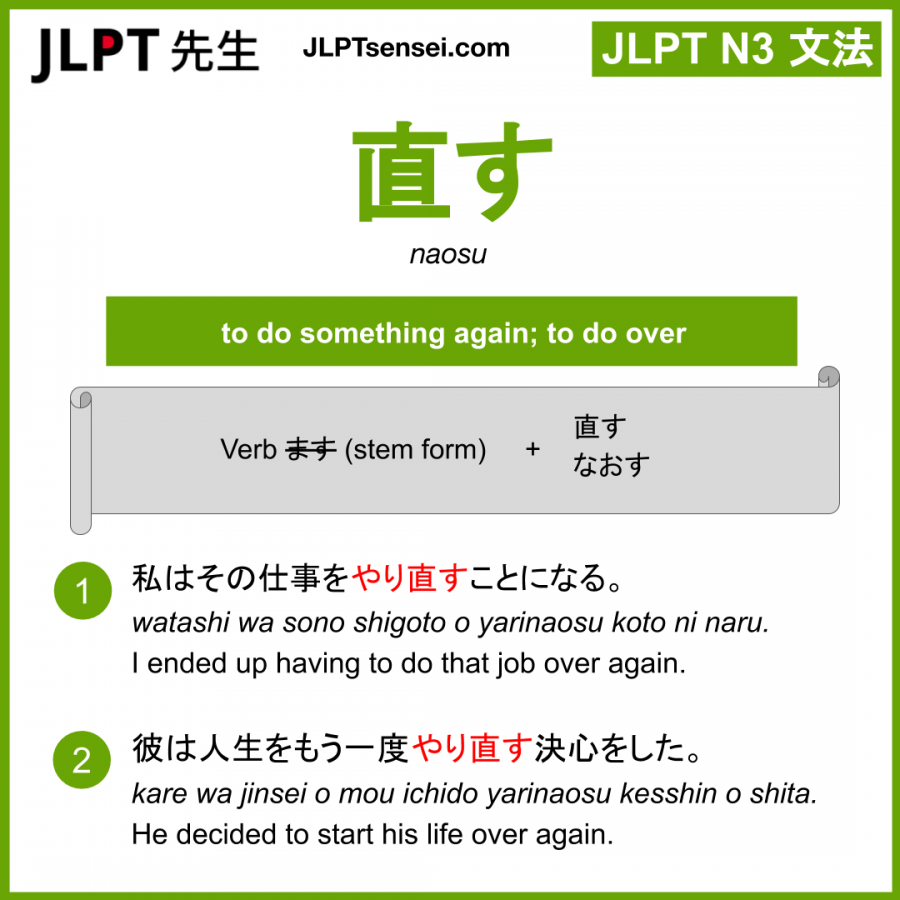 JLPT 先生
JLPTsensei.com
JLPT N3 文法
直す
naosu
to do something again; to do over
Verb ます (stem form) + 直す
なおす
1 私はその仕事をやり直すことになる。
watashi wa sono shigoto o yarinaosu koto ni naru.
I ended up having to do that job over again.
2 彼は人生をもう一度やり直す決心をした。
kare wa jinsei o mou ichido yarinaosu kesshin o shita.
He decided to start his life over again.